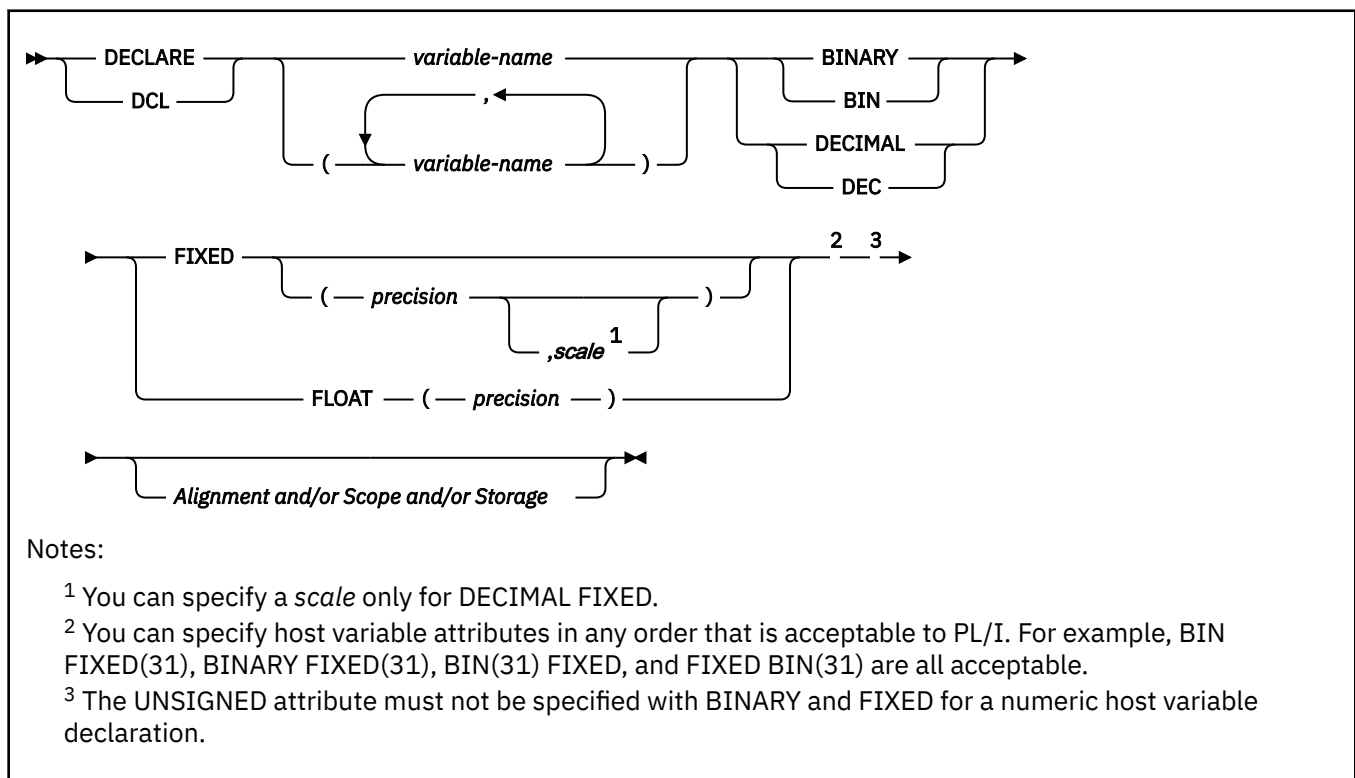 DECLARE variable-name BINARY
DCL , BIN
( variable-name ) DECIMAL
DEC
FIXED 2 3
( precision )
,scale 1
FLOAT ( precision )
Alignment and/or Scope and/or Storage
Notes:
1 You can specify a scale only for DECIMAL FIXED.
2 You can specify host variable attributes in any order that is acceptable to PL/I. For example, BIN
FIXED(31), BINARY FIXED(31), BIN(31) FIXED, and FIXED BIN(31) are all acceptable.
3 The UNSIGNED attribute must not be specified with BINARY and FIXED for a numeric host variable
declaration.